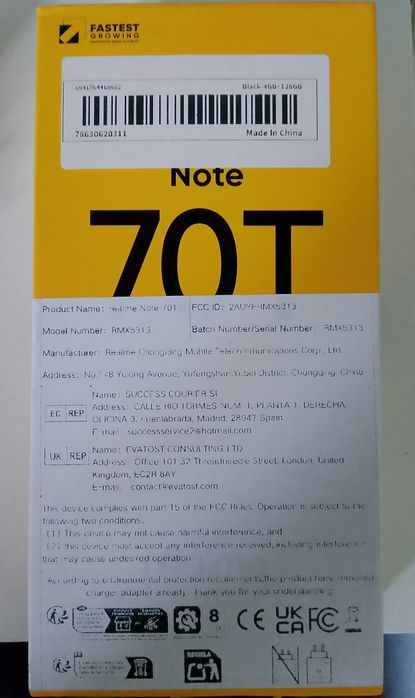 FASTEST
GROWING
6941764469662 Black 4GB+128GB
78630620311 Made in China
Note
70T
Product Name: realme Note 70T FCC ID: 2AUYFRMX5313
Model Number: RMX5313 Batch Number/Serial Number: RMX5313
Manufacturer: Realme Chongqing Mobile Telecommunications Corp., Ltd.
Address: No.178 Yulong Avenue, Yufengshan,Yubei District, Chongqing, China
Name: SUCCESS COURIER SL
EC REP Address: CALLE RIO TORMES NUM. 1, PLANTA 1, DERECHA,
OFICINA 3, Fuenlabrada, Madrid, 28947 Spain
E-mail: successservice2@hotmail.com
UK REP Name: EVATOST CONSULTING LTD
Address: Office 101 32 Threadneedle Street, London, United
Kingdom, EC2R 8AY
E-mail: contact@evatost.com
This device complies with part 15 of the FCC Rules. Operation is subject to the
following two conditions:
(1) This device may not cause harmful interference, and
(2) this device must accept any interference received, including interference
that may cause undesired operation.
According to environmental protection requirements,the product have removed
charger adapter already, thank you for your understanding
8 CE UK CA FC
RECICLA